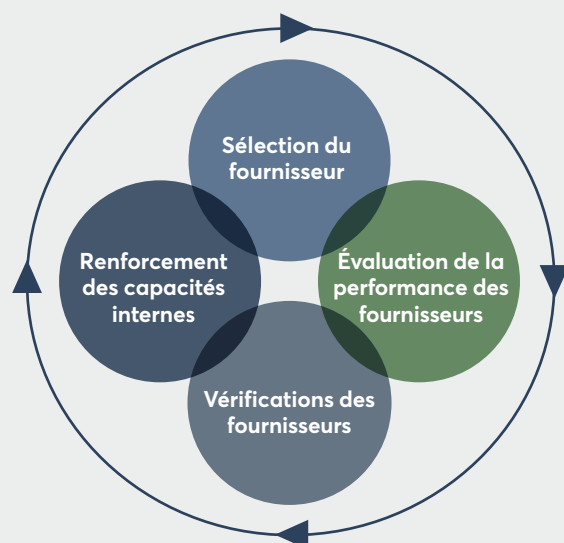 Sélection du
fournisseur
Renforcement
des capacités
internes
Évaluation de la
performance des
fournisseurs
Vérifications des
fournisseurs